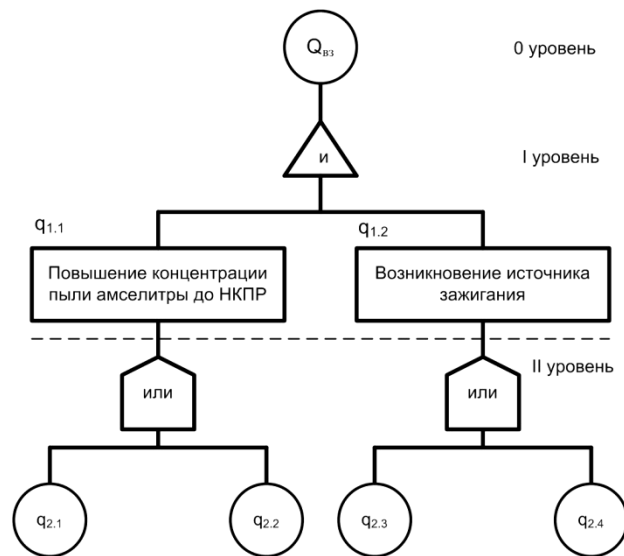 Qвз
0 уровень
и
I уровень
q1.1
q1.2
Повышение концентрации
пыли амселитры до НКПР
Возникновение источника
зажигания
II уровень
или
или
q2.1
q2.2
q2.3
q2.4